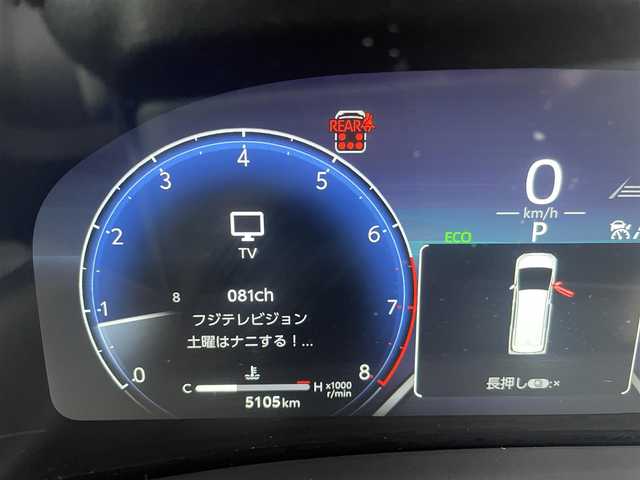 REAR
4
3
5
2
6
1
7
0
8
TV
8 081ch
フジテレビジョン
土曜はナニする!...
C
H
x1000
r/min
5105km
0
km/h
P
ECO
長押し:×